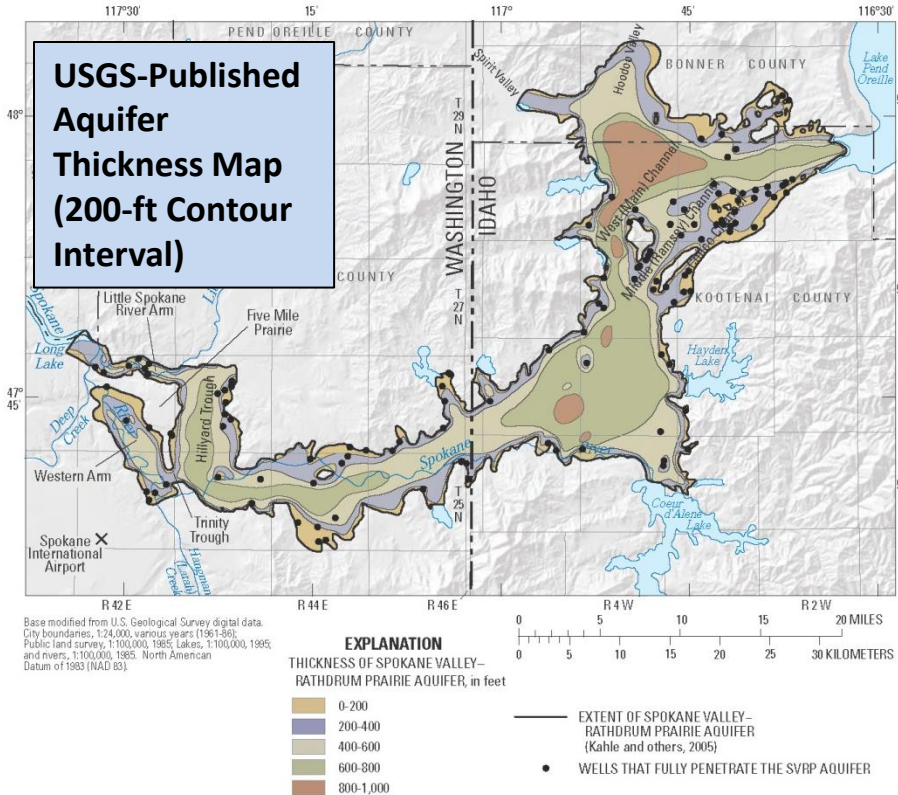 117°30'
15'
117°
45'
116°30'
PEND OREILLE COUNTY
USGS-Published
Aquifer
Thickness Map
(200-ft Contour
Interval)
48°
Spirit Valley
Hoodoo Valley
BONNER COUNTY
Lake
Pend
Oreille
T
29
N
WASHINGTON
IDAHO
West (Main) Channel
Middle (Ramsey) Channel
COUNTY
T
27
N
KOOTENAI COUNTY
Spokane
Long
Lake
Little Spokane
River Arm
Five Mile
Prairie
Hayden
Lake
47°
45'
Deep
Creek
Hillyard Trough
Western Arm
Spokane
River
T
25
N
Coeur
d'Alene
Lake
Trinity
Trough
Spokane
International
Airport
Hangman
(Latah)
Creek
R 42 E
R 44 E
R 46 E
R 4 W
R 2 W
Base modified from U.S. Geological Survey digital data.
City boundaries, 1:24,000, various years (1961-86);
Public land survey, 1:100,000, 1985; Lakes, 1:100,000, 1995;
and rivers, 1:100,000, 1985. North American
Datum of 1983 (NAD 83).
0 5 10 15 20 MILES
0 5 10 15 20 25 30 KILOMETERS
EXPLANATION
THICKNESS OF SPOKANE VALLEY–
RATHDRUM PRAIRIE AQUIFER, in feet
0-200
200-400
400-600
600-800
800-1,000
EXTENT OF SPOKANE VALLEY–
RATHDRUM PRAIRIE AQUIFER
(Kahle and others, 2005)
WELLS THAT FULLY PENETRATE THE SVRP AQUIFER